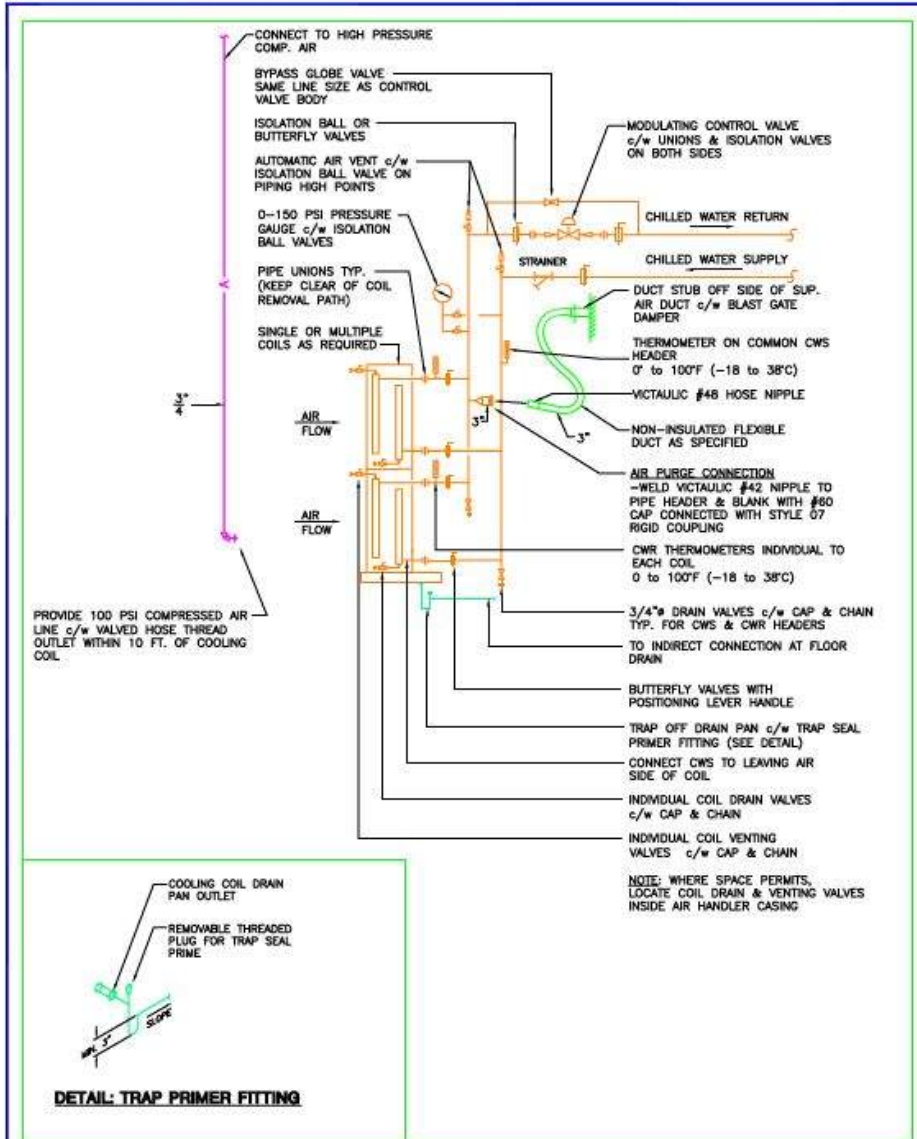 CONNECT TO HIGH PRESSURE
COMP. AIR
BYPASS GLOBE VALVE
SAME LINE SIZE AS CONTROL
VALVE BODY
ISOLATION BALL OR
BUTTERFLY VALVES
AUTOMATIC AIR VENT c/w
ISOLATION BALL VALVE ON
PIPING HIGH POINTS
0-150 PSI PRESSURE
GAUGE c/w ISOLATION
BALL VALVES
PIPE UNIONS TYP.
(KEEP CLEAR OF COIL
REMOVAL PATH)
SINGLE OR MULTIPLE
COILS AS REQUIRED
3/4"
AIR
FLOW
AIR
FLOW
PROVIDE 100 PSI COMPRESSED AIR
LINE c/w VALVED HOSE THREAD
OUTLET WITHIN 10 FT. OF COOLING
COIL
MODULATING CONTROL VALVE
c/w UNIONS & ISOLATION VALVES
ON BOTH SIDES
CHILLED WATER RETURN
STRAINER
CHILLED WATER SUPPLY
DUCT STUB OFF SIDE OF SUP.
AIR DUCT c/w BLAST GATE
DAMPER
THERMOMETER ON COMMON CWS
HEADER
0° to 100°F (-18 to 38°C)
VICTAULIC #48 HOSE NIPPLE
3"
3"
NON-INSULATED FLEXIBLE
DUCT AS SPECIFIED
AIR PURGE CONNECTION
-WELD VICTAULIC #42 NIPPLE TO
PIPE HEADER & BLANK WITH #60
CAP CONNECTED WITH STYLE 07
RIGID COUPLING
CWR THERMOMETERS INDIVIDUAL TO
EACH COIL
0 to 100°F (-18 to 38°C)
3/4"ø DRAIN VALVES c/w CAP & CHAIN
TYP. FOR CWS & CWR HEADERS
TO INDIRECT CONNECTION AT FLOOR
DRAIN
BUTTERFLY VALVES WITH
POSITIONING LEVER HANDLE
TRAP OFF DRAIN PAN c/w TRAP SEAL
PRIMER FITTING (SEE DETAIL)
CONNECT CWS TO LEAVING AIR
SIDE OF COIL
INDIVIDUAL COIL DRAIN VALVES
c/w CAP & CHAIN
INDIVIDUAL COIL VENTING
VALVES c/w CAP & CHAIN
NOTE: WHERE SPACE PERMITS,
LOCATE COIL DRAIN & VENTING VALVES
INSIDE AIR HANDLER CASING
COOLING COIL DRAIN
PAN OUTLET
REMOVABLE THREADED
PLUG FOR TRAP SEAL
PRIME
MIN. 3"
SLOPE
DETAIL: TRAP PRIMER FITTING